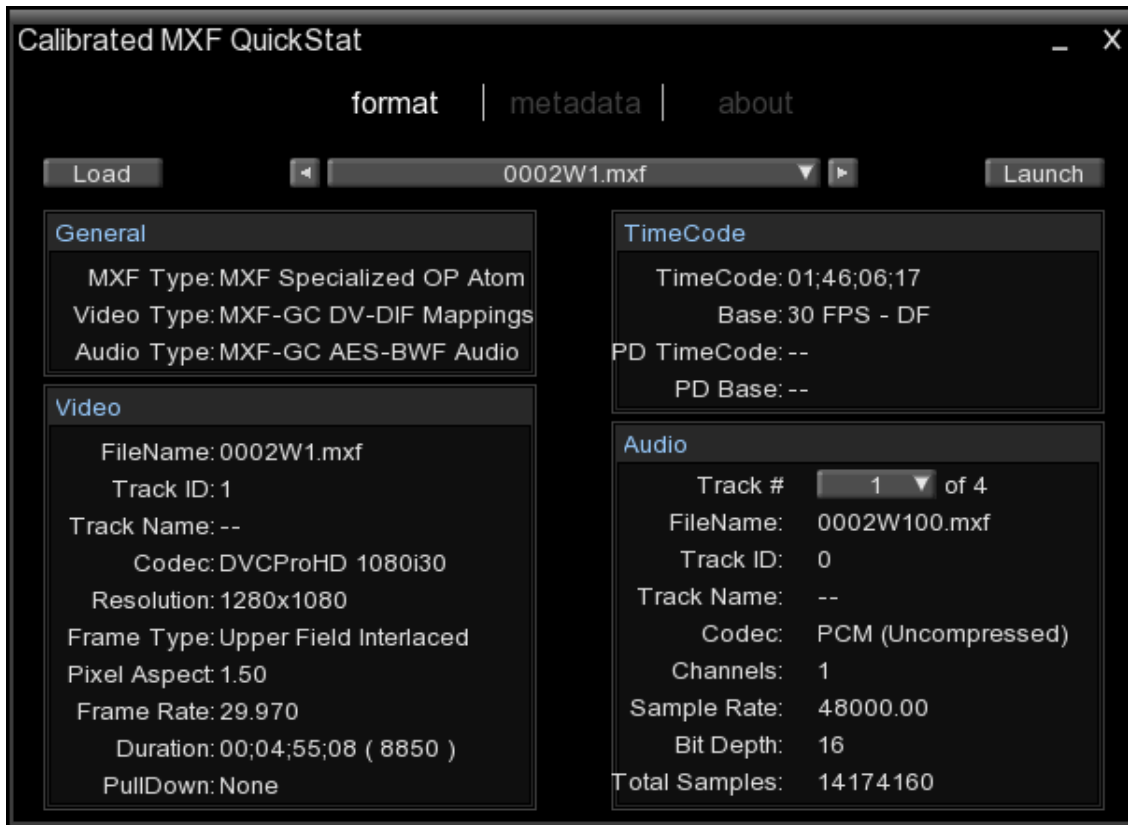 Calibrated MXF QuickStat
format metadata about
Load 0002W1.mxf Launch
General
MXF Type: MXF Specialized OP Atom
Video Type: MXF-GC DV-DIF Mappings
Audio Type: MXF-GC AES-BWF Audio
Video
FileName: 0002W1.mxf
Track ID: 1
Track Name: --
Codec: DVCProHD 1080i30
Resolution: 1280x1080
Frame Type: Upper Field Interlaced
Pixel Aspect: 1.50
Frame Rate: 29.970
Duration: 00;04;55;08 ( 8850 )
PullDown: None
TimeCode
TimeCode: 01;46;06;17
Base: 30 FPS - DF
PD TimeCode: --
PD Base: --
Audio
Track # 1 of 4
FileName: 0002W100.mxf
Track ID: 0
Track Name: --
Codec: PCM (Uncompressed)
Channels: 1
Sample Rate: 48000.00
Bit Depth: 16
Total Samples: 14174160